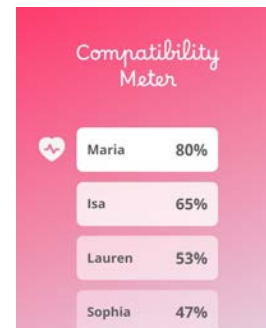 Compatibility
Meter
Maria 80%
Isa 65%
Lauren 53%
Sophia 47%